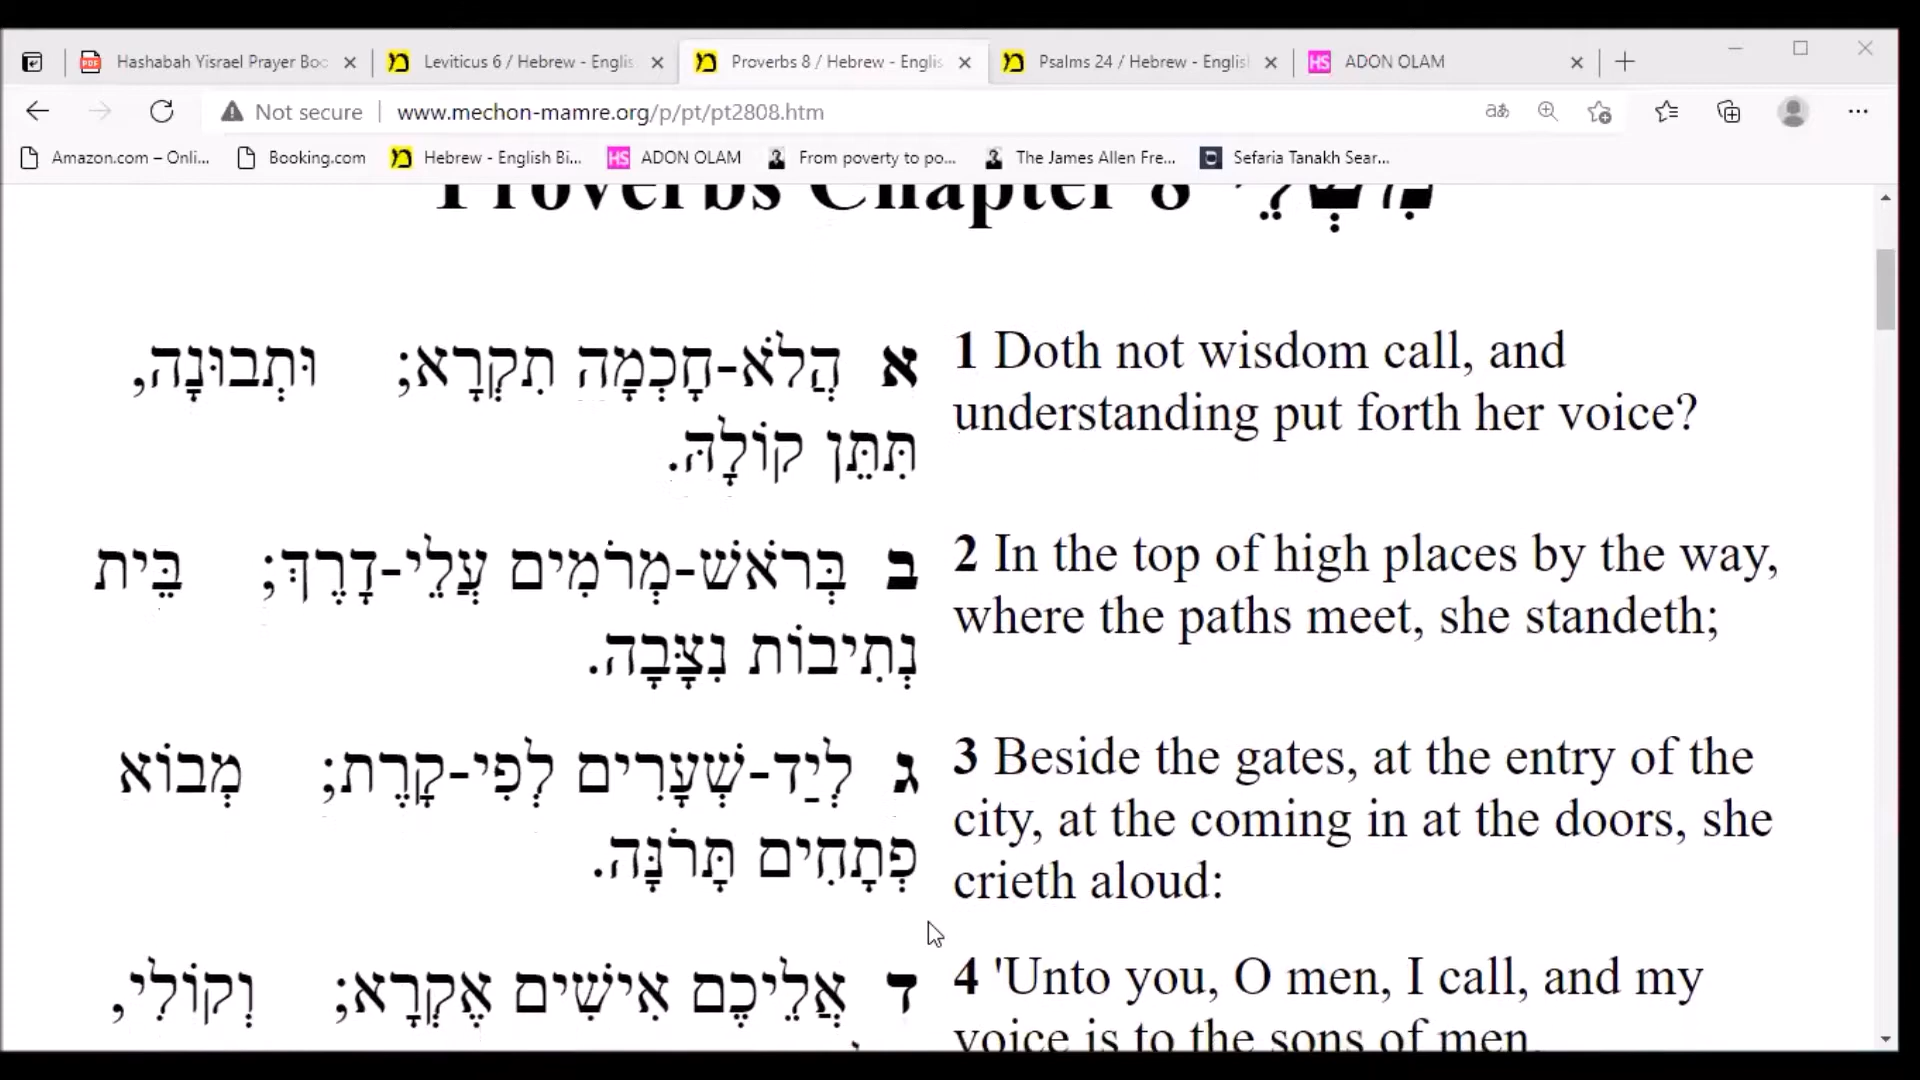 Hashabah Yisrael Prayer Boo
Leviticus 6 / Hebrew - Englis
Proverbs 8 / Hebrew - Englis
Psalms 24 / Hebrew - English
HS ADON OLAM
Not secure
www.mechon-mamre.org/p/pt/pt2808.htm
Amazon.com – Onli...
Booking.com
Hebrew - English Bi...
HS ADON OLAM
From poverty to po...
The James Allen Fre...
Sefaria Tanakh Sear...
Proverbs Chapter 8 מִשְׁלֵי
א הֲלֹא-חָכְמָה תִקְרָא; וּתְבוּנָה,
תִּתֵּן קוֹלָהּ.
1 Doth not wisdom call, and
understanding put forth her voice?
ב בְּרֹאשׁ-מְרֹמִים עֲלֵי-דָרֶךְ; בֵּית
נְתִיבוֹת נִצָּבָה.
2 In the top of high places by the way,
where the paths meet, she standeth;
ג לְיַד-שְׁעָרִים לְפִי-קָרֶת; מְבוֹא
פְתָחִים תָּרֹנָּה.
3 Beside the gates, at the entry of the
city, at the coming in at the doors, she
crieth aloud:
ד אֲלֵיכֶם אִישִׁים אֶקְרָא; וְקוֹלִי,
4 'Unto you, O men, I call, and my
voice is to the sons of men.